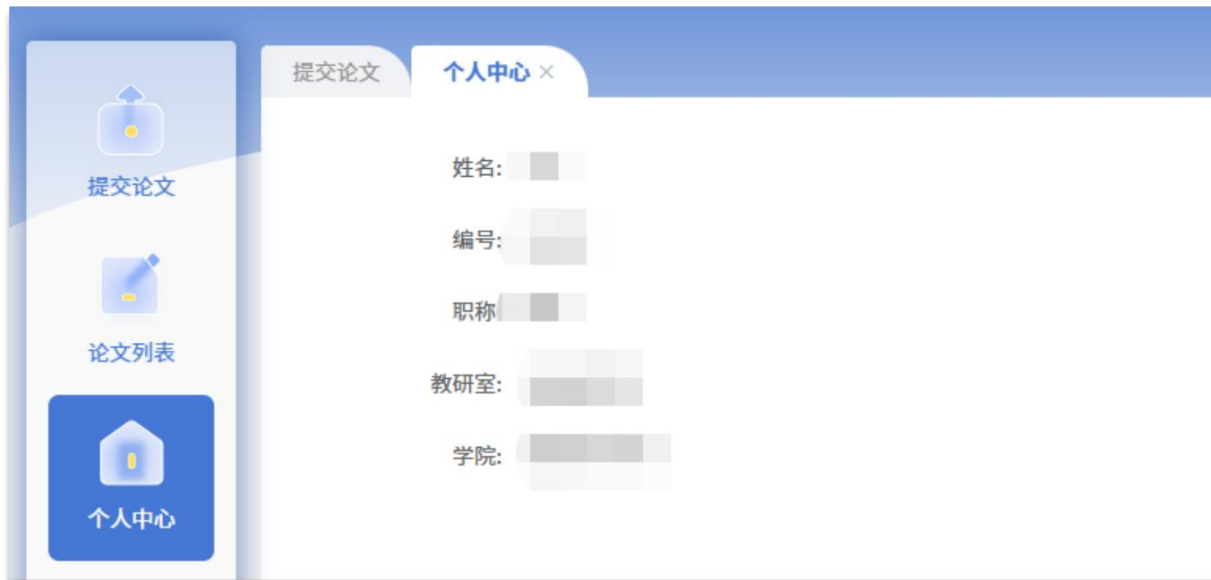 提交论文 个人中心 ×
提交论文
论文列表
个人中心
姓名:
编号:
职称
教研室:
学院: